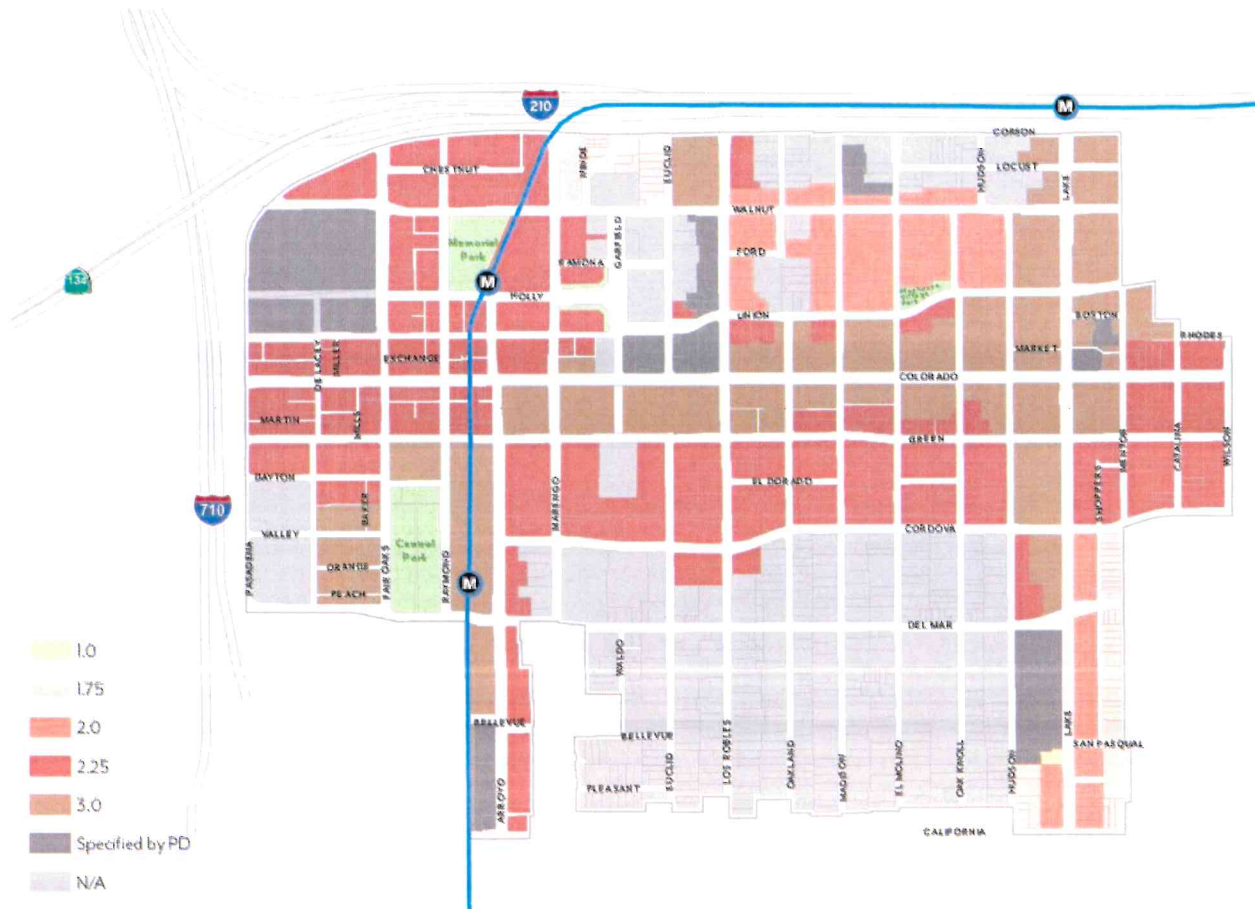 210
M
CORSON
CHESTNUT
EUCLID
HUDSON
LOCUST
LAKE
WALNUT
GARFIELD
Memorial
Park
FORD
134
RAMONA
M
HOLLY
UNION
BOSTON
RHODES
DE LACEY
MILLER
EXCHANGE
MARKET
COLORADO
MARTIN
MILLS
GREEN
MENTON
CATALINA
WILSON
DAYTON
EL DORADO
SHOPPERS
710
BAKER
MARENGO
VALLEY
CORDOVA
Central
Park
PASADENA
ORANGE
FAIR OAKS
RAYMOND
M
PEACH
DEL MAR
1.0
WALDO
1.75
2.0
BELLEVUE
BELLEVUE
LAKE
SAN PASQUAL
2.25
EUCLID
LOS ROBLES
OAKLAND
MADISON
EL MOLINO
OAK KNOLL
HUDSON
PLEASANT
3.0
ARROYO
CALIFORNIA
Specified by PD
N/A